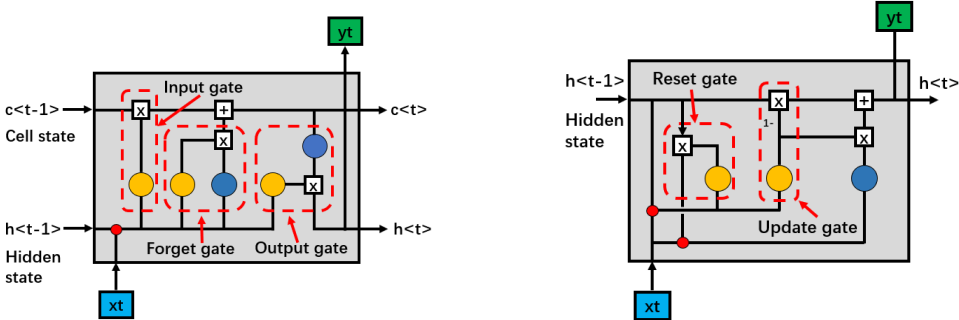 yt
Input gate
c<t-1>
x
+
c<t>
Cell state
x
x
h<t-1>
h<t>
Hidden
state
Forget gate
Output gate
xt
yt
h<t-1>
Reset gate
x
+
h<t>
Hidden
state
1-
x
x
Update gate
xt